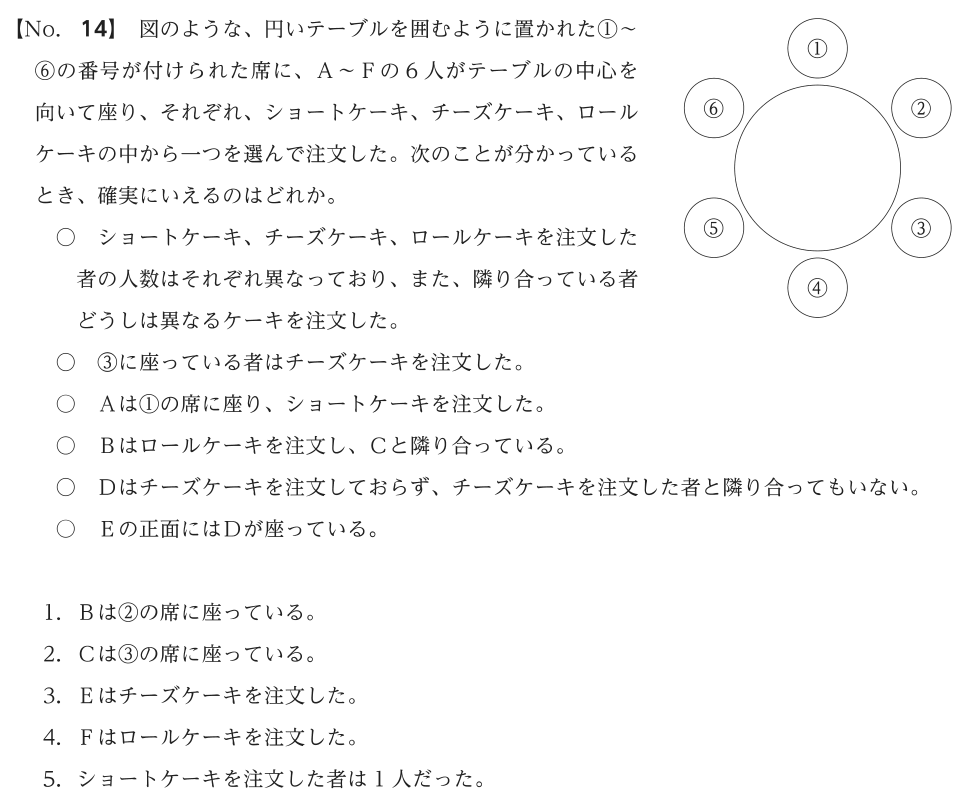 【No. 14】 図のような、円いテーブルを囲むように置かれた①～
⑥の番号が付けられた席に、A～Fの6人がテーブルの中心を
向いて座り、それぞれ、ショートケーキ、チーズケーキ、ロール
ケーキの中から一つを選んで注文した。次のことが分かっている
とき、確実にいえるのはどれか。
○ ショートケーキ、チーズケーキ、ロールケーキを注文した
者の人数はそれぞれ異なっており、また、隣り合っている者
どうしは異なるケーキを注文した。
○ ③に座っている者はチーズケーキを注文した。
○ Aは①の席に座り、ショートケーキを注文した。
○ Bはロールケーキを注文し、Cと隣り合っている。
○ Dはチーズケーキを注文しておらず、チーズケーキを注文した者と隣り合ってもいない。
○ Eの正面にはDが座っている。
1. Bは②の席に座っている。
2. Cは③の席に座っている。
3. Eはチーズケーキを注文した。
4. Fはロールケーキを注文した。
5. ショートケーキを注文した者は1人だった。
①
②
③
④
⑤
⑥